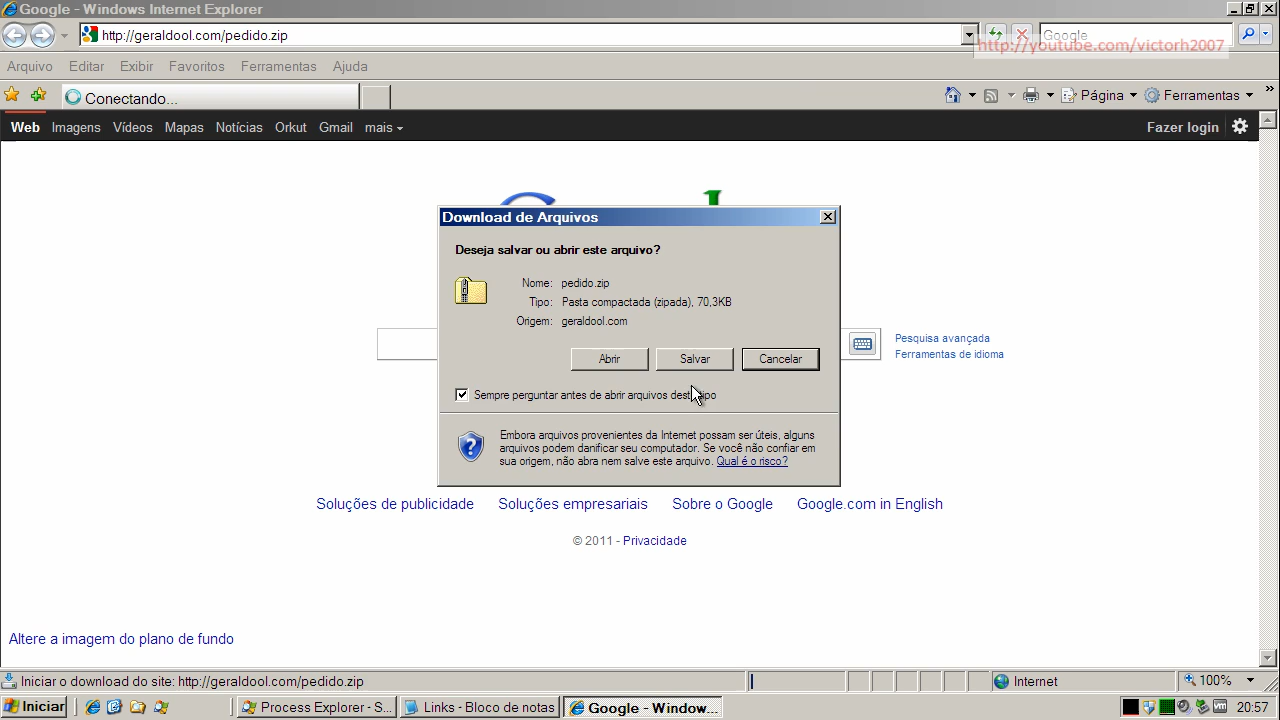 Google - Windows Internet Explorer
http://geraldool.com/pedido.zip
Google
http://youtube.com/victorh2007
Arquivo Editar Exibir Favoritos Ferramentas Ajuda
Conectando...
Página Ferramentas »
Web Imagens Vídeos Mapas Notícias Orkut Gmail mais Fazer login
Download de Arquivos
Deseja salvar ou abrir este arquivo?
Nome: pedido.zip
Tipo: Pasta compactada (zipada), 70,3KB
Origem: geraldool.com
Abrir Salvar Cancelar
Pesquisa avançada
Ferramentas de idioma
Sempre perguntar antes de abrir arquivos deste tipo
Embora arquivos provenientes da Internet possam ser úteis, alguns
arquivos podem danificar seu computador. Se você não confiar em
sua origem, não abra nem salve este arquivo. Qual é o risco?
Soluções de publicidade Soluções empresariais Sobre o Google Google.com in English
© 2011 - Privacidade
Altere a imagem do plano de fundo
Iniciar o download do site: http://geraldool.com/pedido.zip Internet 100%
Iniciar Process Explorer - S... Links - Bloco de notas Google - Window... 20:57